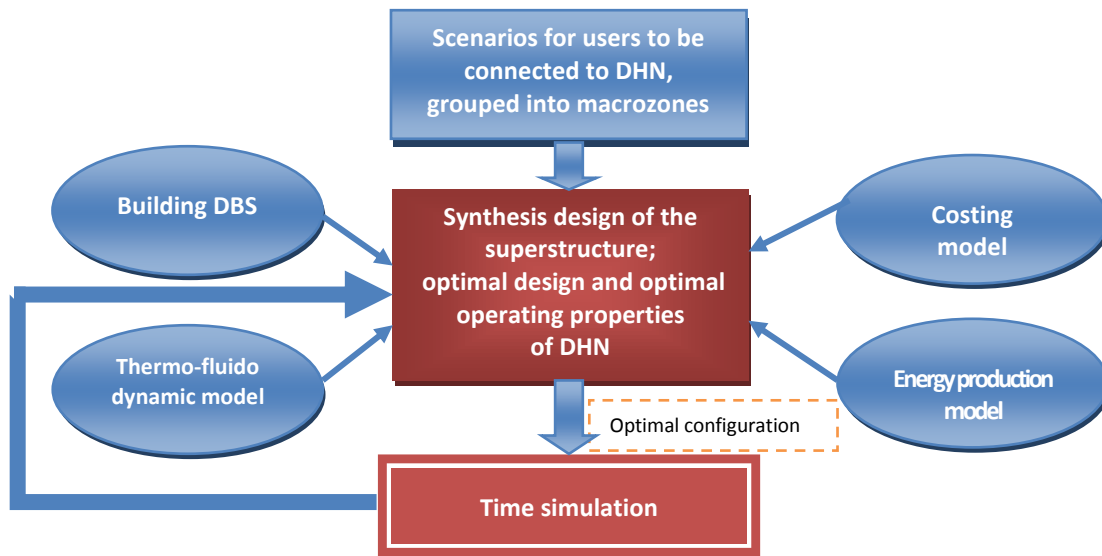 Scenarios for users to be
connected to DHN,
grouped into macrozones
Building DBS
Synthesis design of the
superstructure;
optimal design and optimal
operating properties
of DHN
Costing
model
Thermo-fluido
dynamic model
Energy production
model
Optimal configuration
Time simulation